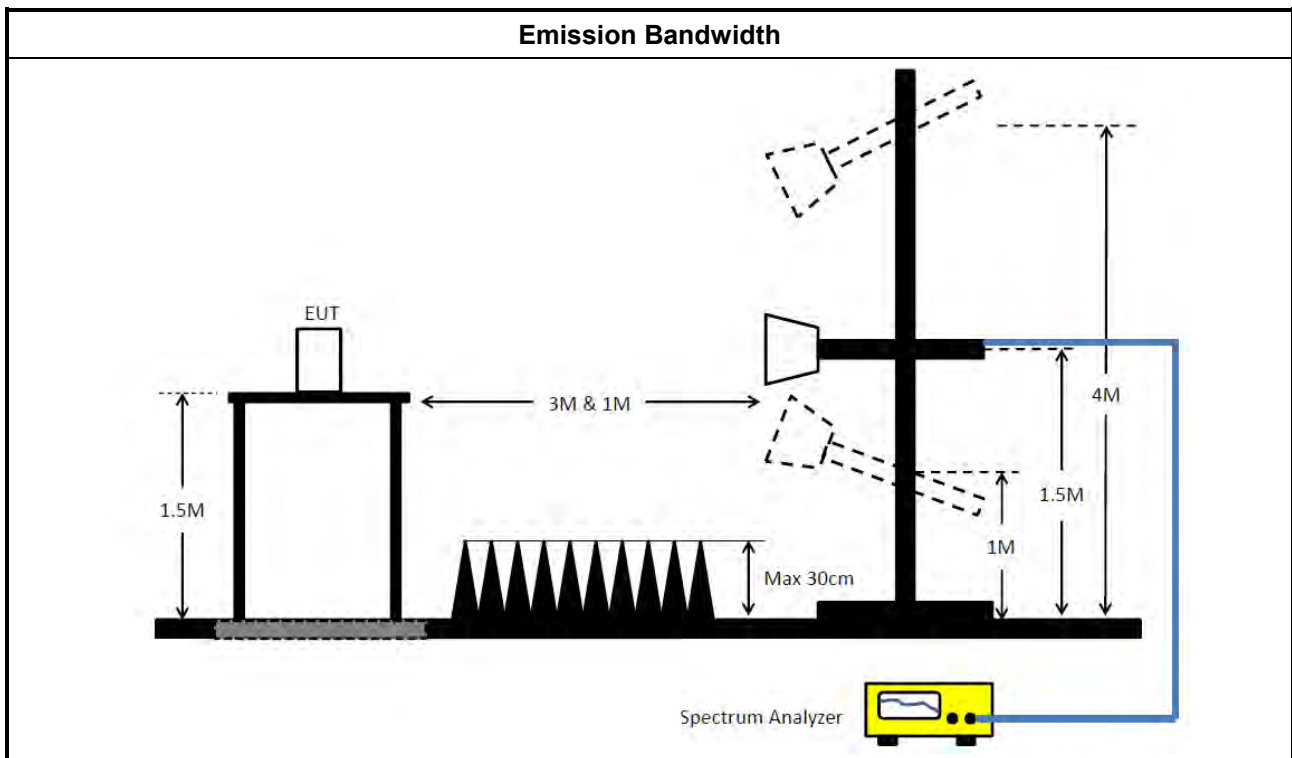 Emission Bandwidth
EUT
3M & 1M
4M
1.5M
1.5M
1M
Max 30cm
Spectrum Analyzer